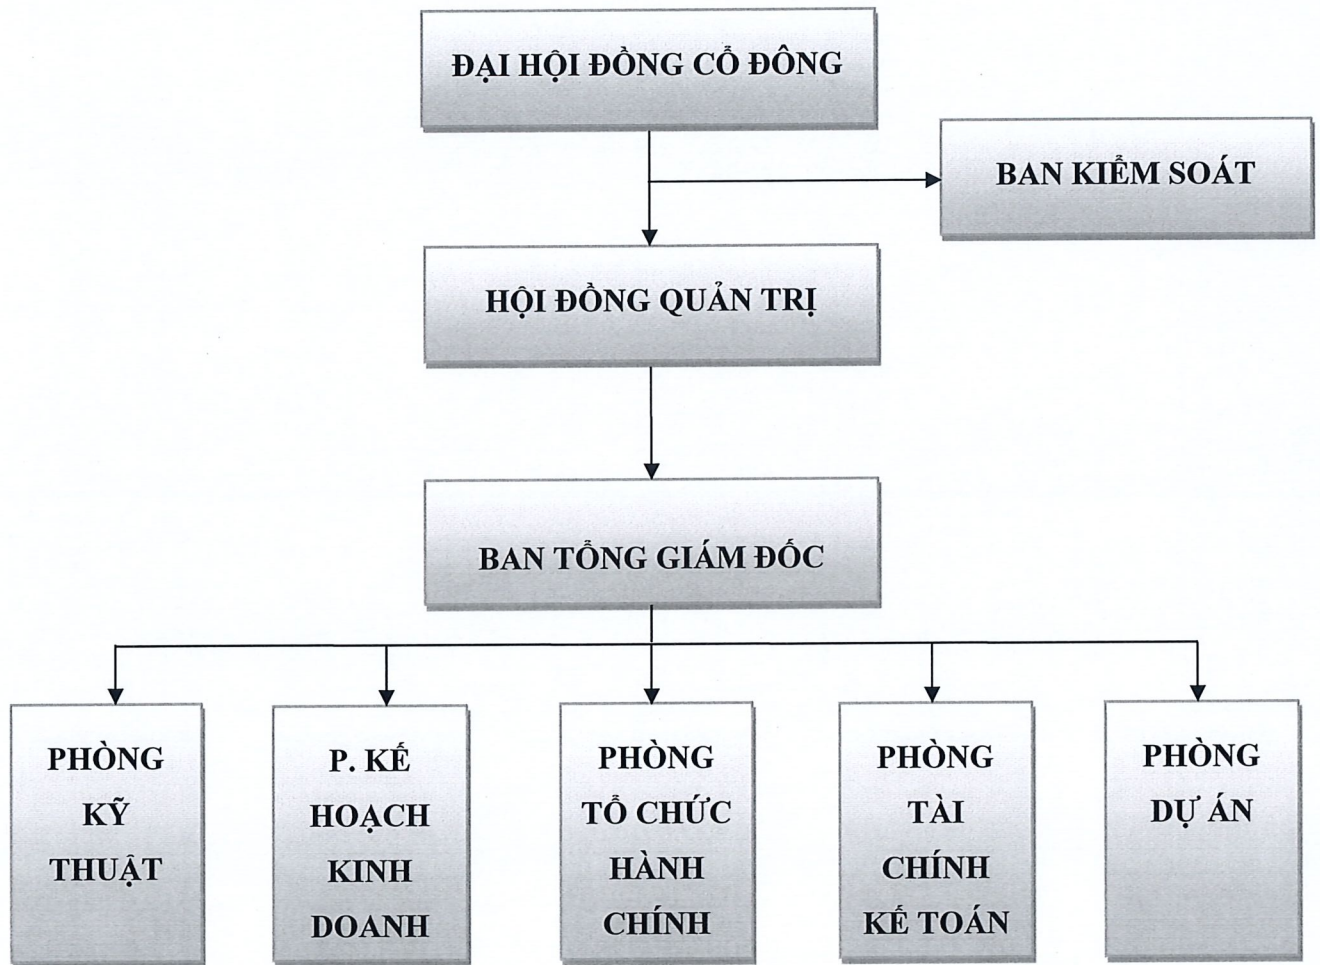 ĐẠI HỘI ĐỒNG CỔ ĐÔNG
BAN KIỂM SOÁT
HỘI ĐỒNG QUẢN TRỊ
BAN TỔNG GIÁM ĐỐC
PHÒNG
KỸ
THUẬT
P. KẾ
HOẠCH
KINH
DOANH
PHÒNG
TỔ CHỨC
HÀNH
CHÍNH
PHÒNG
TÀI
CHÍNH
KẾ TOÁN
PHÒNG
DỰ ÁN